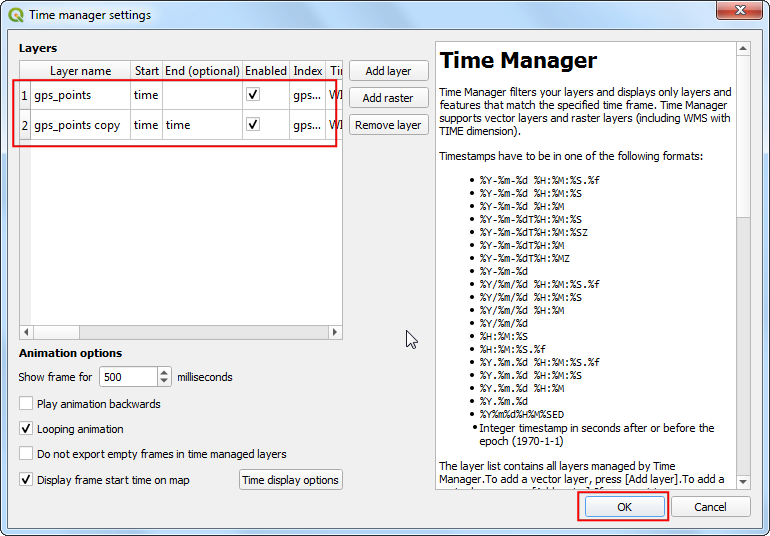 Time manager settings
Layers
Layer name Start End (optional) Enabled Index
1 gps_points time gps...
2 gps_points copy time time gps...
Add layer
Add raster
Remove layer
Animation options
Show frame for 500 milliseconds
Play animation backwards
Looping animation
Do not export empty frames in time managed layers
Display frame start time on map
Time display options
Time Manager
Time Manager filters your layers and displays only layers and
features that match the specified time frame. Time Manager
supports vector layers and raster layers (including WMS with
TIME dimension).
Timestamps have to be in one of the following formats:
%Y-%m-%d %H:%M:%S.%f
%Y-%m-%d %H:%M:%S
%Y-%m-%d %H:%M
%Y-%m-%dT%H:%M:%S
%Y-%m-%dT%H:%M:%SZ
%Y-%m-%dT%H:%M
%Y-%m-%dT%H:%MZ
%Y-%m-%d
%Y/%m/%d %H:%M:%S.%f
%Y/%m/%d %H:%M:%S
%Y/%m/%d %H:%M
%Y/%m/%d
%H:%M:%S
%H:%M:%S.%f
%Y.%m.%d %H:%M:%S.%f
%Y.%m.%d %H:%M:%S
%Y.%m.%d %H:%M
%Y.%m.%d
%Y%m%d%H%M%SED
Integer timestamp in seconds after or before the
epoch (1970-1-1)
The layer list contains all layers managed by Time
Manager.To add a vector layer, press [Add layer].To add a
OK
Cancel